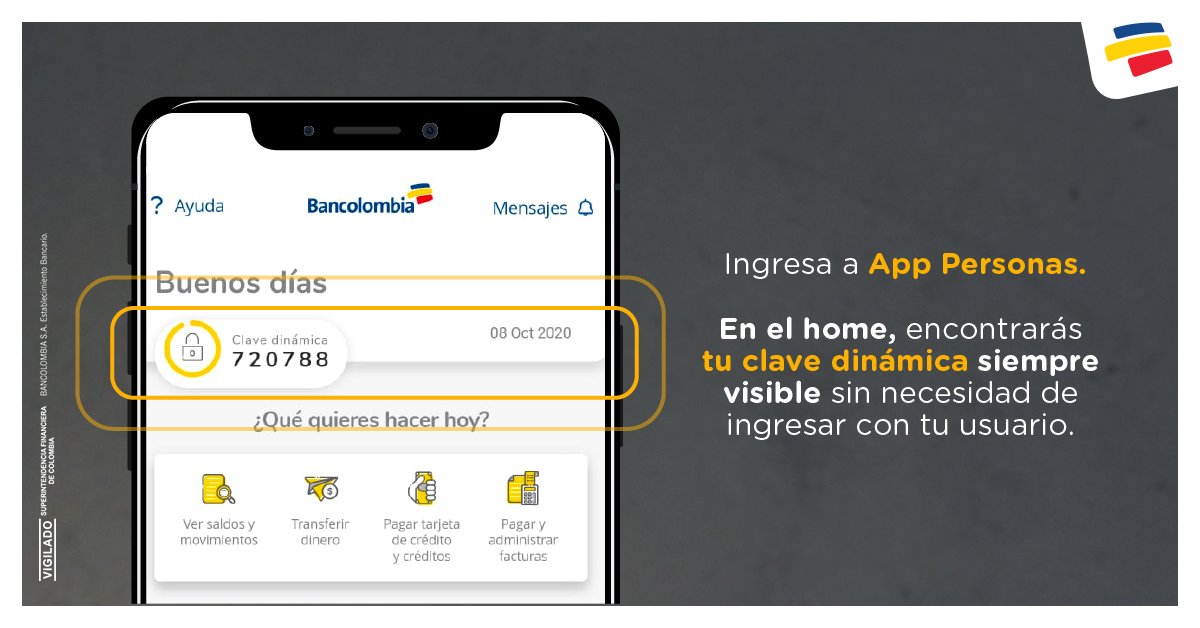 ? Ayuda
Bancolombia
Mensajes
Buenos días
Clave dinámica
720788
08 Oct 2020
¿Qué quieres hacer hoy?
Ver saldos y
movimientos
Transferir
dinero
Pagar tarjeta
de crédito
y créditos
Pagar y
administrar
facturas
Ingresa a App Personas.
En el home, encontrarás
tu clave dinámica siempre
visible sin necesidad de
ingresar con tu usuario.
VIGILADO
SUPERINTENDENCIA FINANCIERA
DE COLOMBIA
BANCOLOMBIA S.A. Establecimiento Bancario.